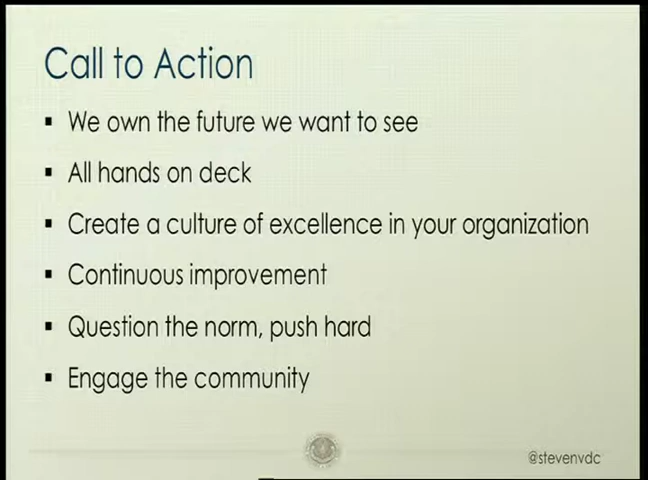 Call to Action
▪ We own the future we want to see
▪ All hands on deck
▪ Create a culture of excellence in your organization
▪ Continuous improvement
▪ Question the norm, push hard
▪ Engage the community
@stevenvdc